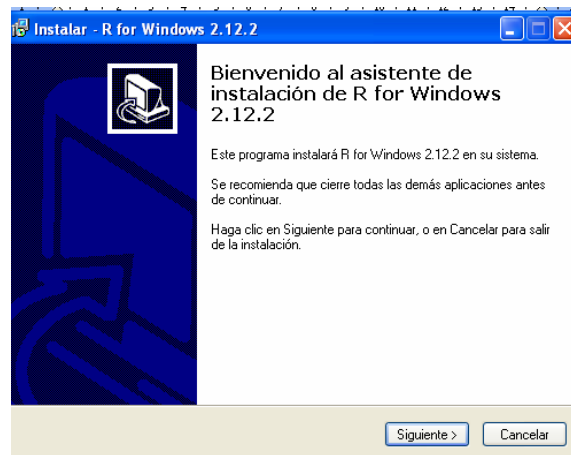 Instalar - R for Windows 2.12.2
Bienvenido al asistente de
instalación de R for Windows
2.12.2
Este programa instalará R for Windows 2.12.2 en su sistema.
Se recomienda que cierre todas las demás aplicaciones antes
de continuar.
Haga clic en Siguiente para continuar, o en Cancelar para salir
de la instalación.
Siguiente >
Cancelar